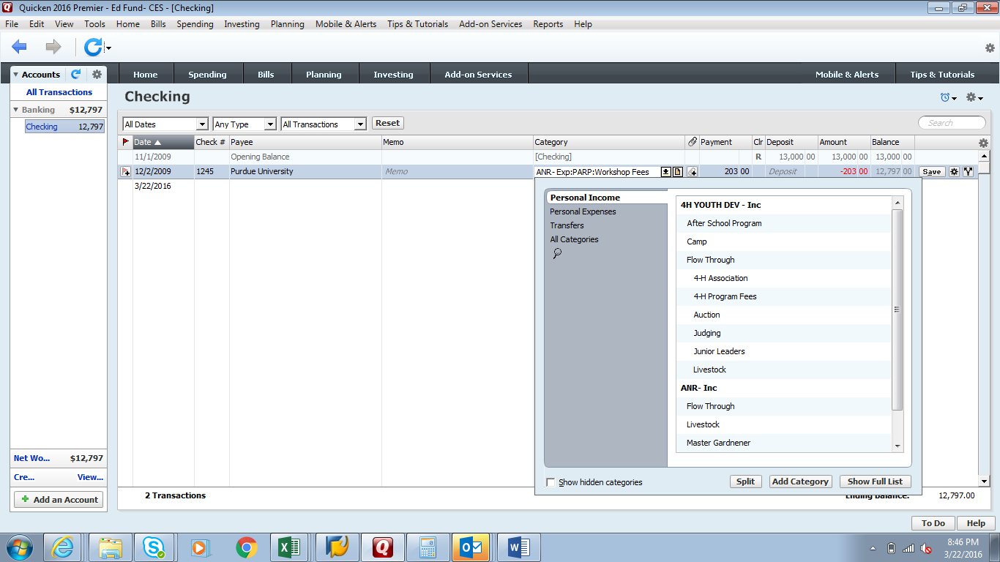 Quicken 2016 Premier - Ed Fund- CES - [Checking]
File Edit View Tools Home Bills Spending Investing Planning Mobile & Alerts Tips & Tutorials Add-on Services Reports Help
Accounts Home Spending Bills Planning Investing Add-on Services Mobile & Alerts Tips & Tutorials
All Transactions
Banking $12,797
Checking 12,797
Checking
All Dates Any Type All Transactions Reset Search
Date Check # Payee Memo Category Payment Clr Deposit Amount Balance
11/1/2009 Opening Balance [Checking] R 13,000 00 13,000 00 13,000 00
12/2/2009 1245 Purdue University Memo ANR- Exp:PARP:Workshop Fees 203 00 Deposit -203 00 12,797 00 Save
3/22/2016
Personal Income
Personal Expenses
Transfers
All Categories
4H YOUTH DEV - Inc
After School Program
Camp
Flow Through
4-H Association
4-H Program Fees
Auction
Judging
Junior Leaders
Livestock
ANR- Inc
Flow Through
Livestock
Master Gardnener
Show hidden categories Split Add Category Show Full List
Net Wo... $12,797
Cre... View...
Add an Account
2 Transactions Ending Balance: 12,797.00
To Do Help
8:46 PM
3/22/2016